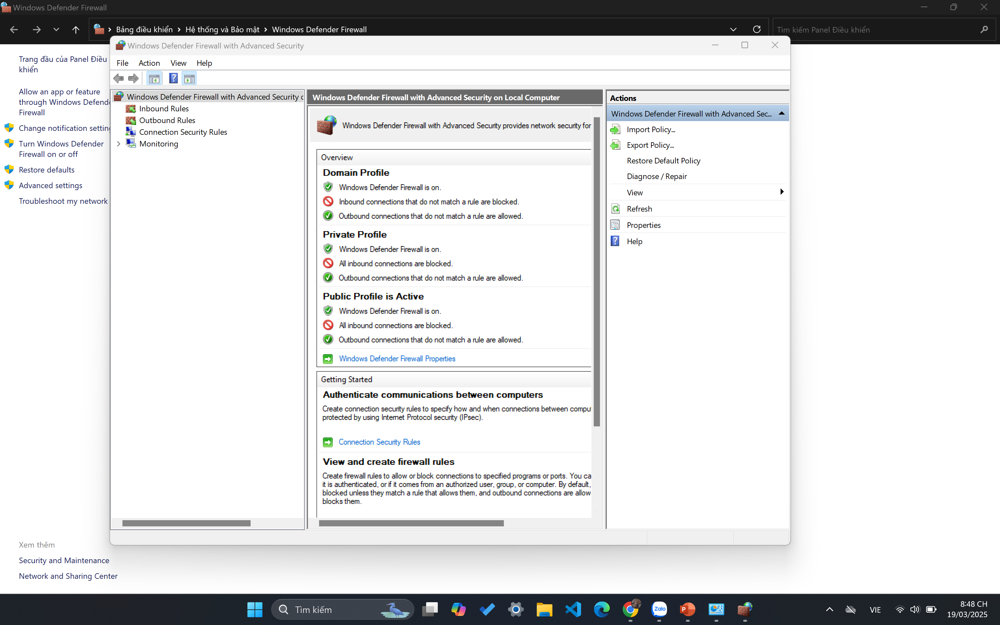 Windows Defender Firewall
Bảng điều khiển › Hệ thống và Bảo mật › Windows Defender Firewall
Tìm kiếm Panel Điều khiển
Trang đầu của Panel Điều
khiển
Allow an app or feature
through Windows Defende
Firewall
Change notification setting
Turn Windows Defender
Firewall on or off
Restore defaults
Advanced settings
Troubleshoot my network
Xem thêm
Security and Maintenance
Network and Sharing Center
Windows Defender Firewall with Advanced Security
File Action View Help
Windows Defender Firewall with Advanced Security o
Inbound Rules
Outbound Rules
Connection Security Rules
Monitoring
Windows Defender Firewall with Advanced Security on Local Computer
Windows Defender Firewall with Advanced Security provides network security for
Overview
Domain Profile
Windows Defender Firewall is on.
Inbound connections that do not match a rule are blocked.
Outbound connections that do not match a rule are allowed.
Private Profile
Windows Defender Firewall is on.
All inbound connections are blocked.
Outbound connections that do not match a rule are allowed.
Public Profile is Active
Windows Defender Firewall is on.
All inbound connections are blocked.
Outbound connections that do not match a rule are allowed.
Windows Defender Firewall Properties
Getting Started
Authenticate communications between computers
Create connection security rules to specify how and when connections between compu
protected by using Internet Protocol security (IPsec).
Connection Security Rules
View and create firewall rules
Create firewall rules to allow or block connections to specified programs or ports. You ca
it is authenticated, or if it comes from an authorized user, group, or computer. By default,
blocked unless they match a rule that allows them, and outbound connections are allow
blocks them.
Actions
Windows Defender Firewall with Advanced Sec...
Import Policy...
Export Policy...
Restore Default Policy
Diagnose / Repair
View
Refresh
Properties
Help
Tìm kiếm
Zalo
P
VIE
8:48 CH
19/03/2025